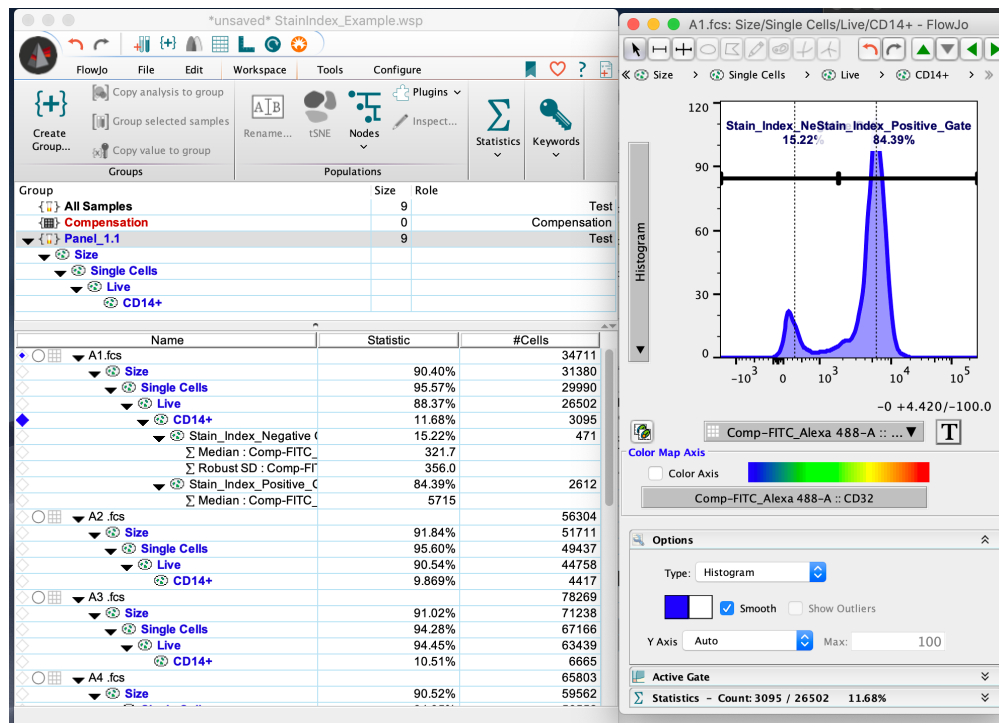 *unsaved* StainIndex_Example.wsp
FlowJo File Edit Workspace Tools Configure
{+} Create Group...
Copy analysis to group
Group selected samples
Copy value to group
Groups
Rename...
tSNE
Nodes
Plugins
Inspect...
Populations
Σ Statistics
Keywords
Group Size Role
All Samples 9 Test
Compensation 0 Compensation
Panel_1.1 9 Test
Size
Single Cells
Live
CD14+
Name Statistic #Cells
A1.fcs 34711
Size 90.40% 31380
Single Cells 95.57% 29990
Live 88.37% 26502
CD14+ 11.68% 3095
Stain_Index_Negative 15.22% 471
Σ Median : Comp-FITC_ 321.7
Σ Robust SD : Comp-FI 356.0
Stain_Index_Positive_ 84.39% 2612
Σ Median : Comp-FITC_ 5715
A2 .fcs 56304
Size 91.84% 51711
Single Cells 95.60% 49437
Live 90.54% 44758
CD14+ 9.869% 4417
A3 .fcs 78269
Size 91.02% 71238
Single Cells 94.28% 67166
Live 94.45% 63439
CD14+ 10.51% 6665
A4 .fcs 65803
Size 90.52% 59562
A1.fcs: Size/Single Cells/Live/CD14+ - FlowJo
Size > Single Cells > Live > CD14+ >
Histogram
120
90
60
30
0
Stain_Index_Ne Stain_Index_Positive_Gate
15.22% 84.39%
-10³ 0 10³ 10⁴ 10⁵
-0 +4.420/-100.0
Comp-FITC_Alexa 488-A :: ... ▼ T
Color Map Axis
Color Axis
Comp-FITC_Alexa 488-A :: CD32
Options
Type: Histogram
Smooth Show Outliers
Y Axis Auto Max: 100
Active Gate
Σ Statistics - Count: 3095 / 26502 11.68%